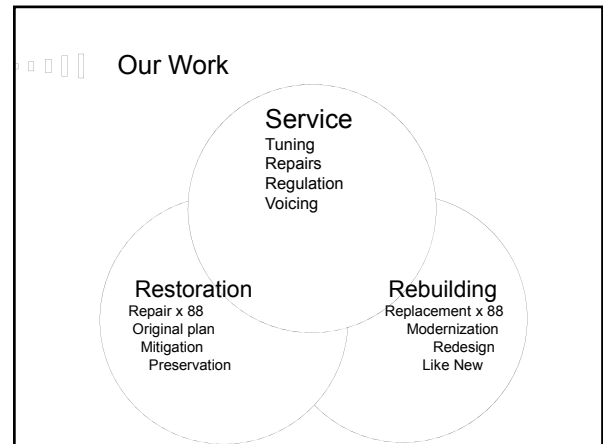 Our Work
Service
Tuning
Repairs
Regulation
Voicing
Restoration
Repair x 88
Original plan
Mitigation
Preservation
Rebuilding
Replacement x 88
Modernization
Redesign
Like New